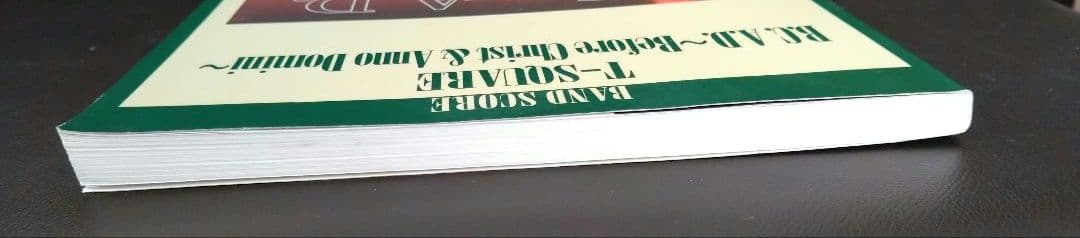 BAND SCORE
T-SQUARE
B.C. A.D.~Before Christ & Anno Domini~